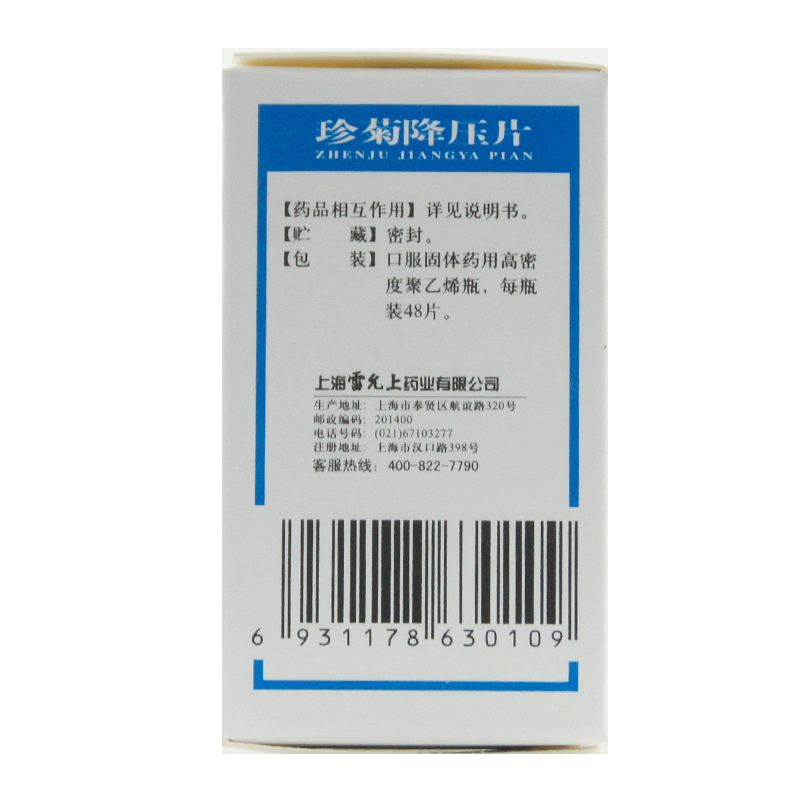 珍菊降压片
ZHENJU JIANGYA PIAN
【药品相互作用】详见说明书。
【贮 藏】密封。
【包 装】口服固体药用高密
度聚乙烯瓶，每瓶
装48片。
上海雷允上药业有限公司
生产地址: 上海市奉贤区航谊路320号
邮政编码: 201400
电话号码: (021)67103277
注册地址: 上海市汉口路398号
客服热线: 400-822-7790
6 931178 630109